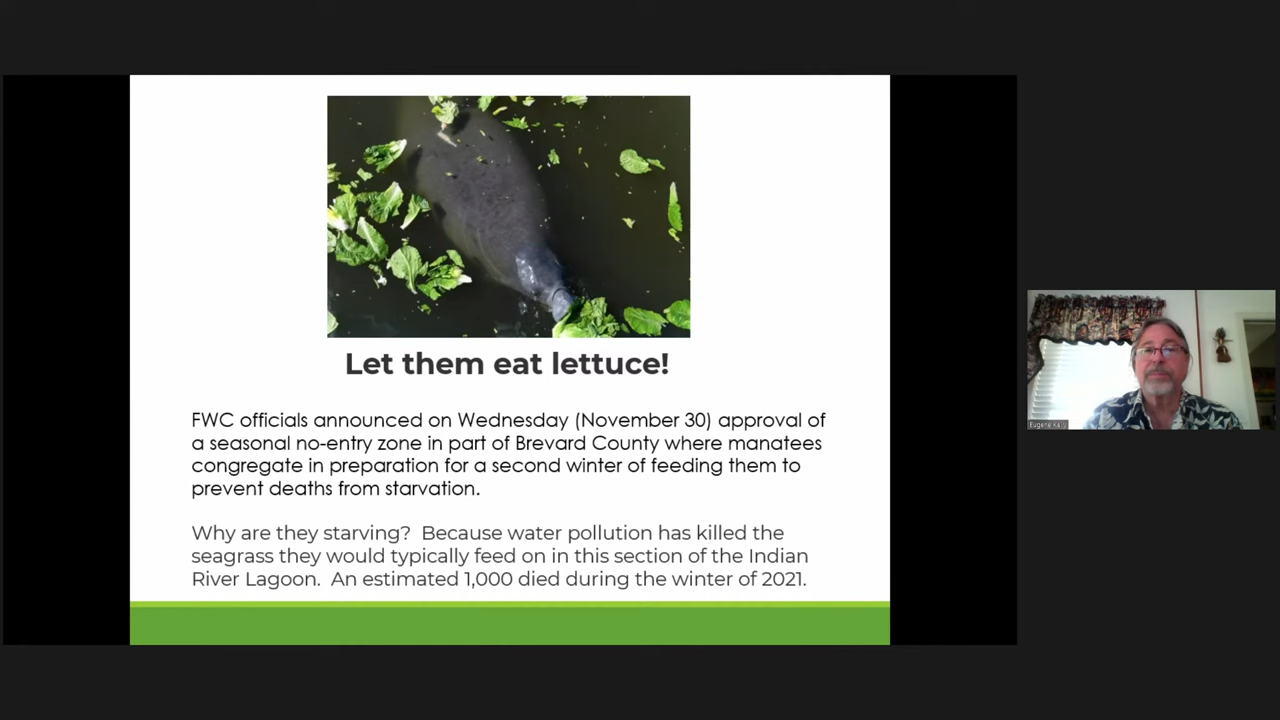 Let them eat lettuce!
FWC officials announced on Wednesday (November 30) approval of
a seasonal no-entry zone in part of Brevard County where manatees
congregate in preparation for a second winter of feeding them to
prevent deaths from starvation.
Why are they starving?  Because water pollution has killed the
seagrass they would typically feed on in this section of the Indian
River Lagoon.  An estimated 1,000 died during the winter of 2021.
Eugene Kelly